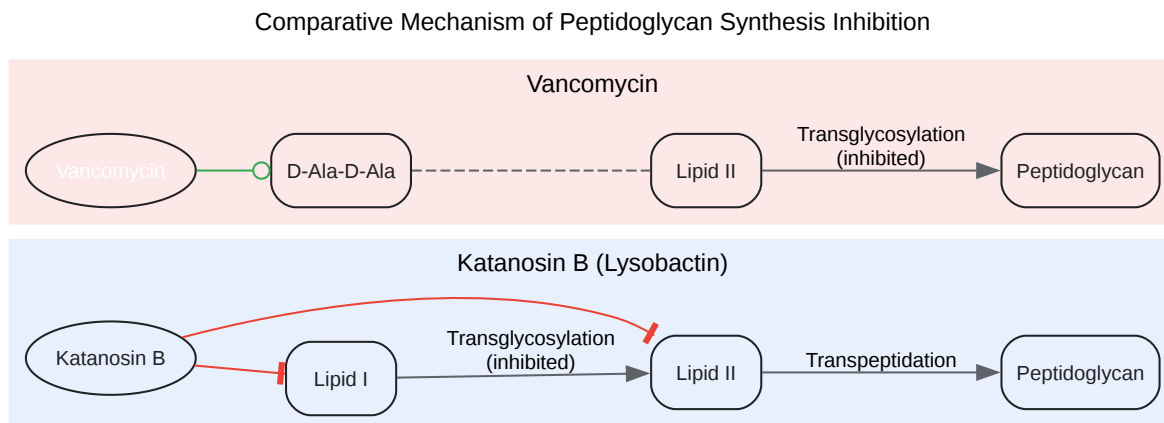 Comparative Mechanism of Peptidoglycan Synthesis Inhibition
Vancomycin
Vancomycin
D-Ala-D-Ala
Lipid II
Transglycosylation
(inhibited)
Peptidoglycan
Katanosin B (Lysobactin)
Katanosin B
Lipid I
Transglycosylation
(inhibited)
Lipid II
Transpeptidation
Peptidoglycan